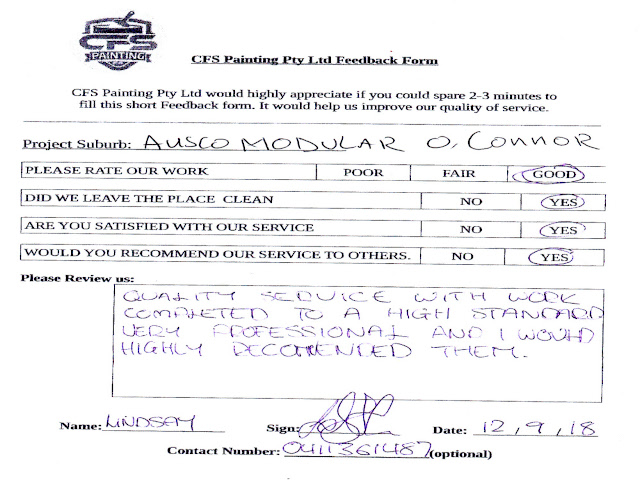 CFS
PAINTING
CFS Painting Pty Ltd Feedback Form
CFS Painting Pty Ltd would highly appreciate if you could spare 2-3 minutes to
fill this short Feedback form. It would help us improve our quality of service.
Project Suburb: AUSCO MODULAR O, CONNOR
PLEASE RATE OUR WORK POOR FAIR GOOD
DID WE LEAVE THE PLACE CLEAN NO YES
ARE YOU SATISFIED WITH OUR SERVICE NO YES
WOULD YOU RECOMMEND OUR SERVICE TO OTHERS. NO YES
Please Review us:
QUALITY SERVICE WITH WORK
COMPLETED TO A HIGH STANDARD
VERY PROFESSIONAL AND I WOULD
HIGHLY RECOMENDED THEM.
Name: LINDSAY Sign: Date: 12, 9, 18
Contact Number: 0411361487 (optional)